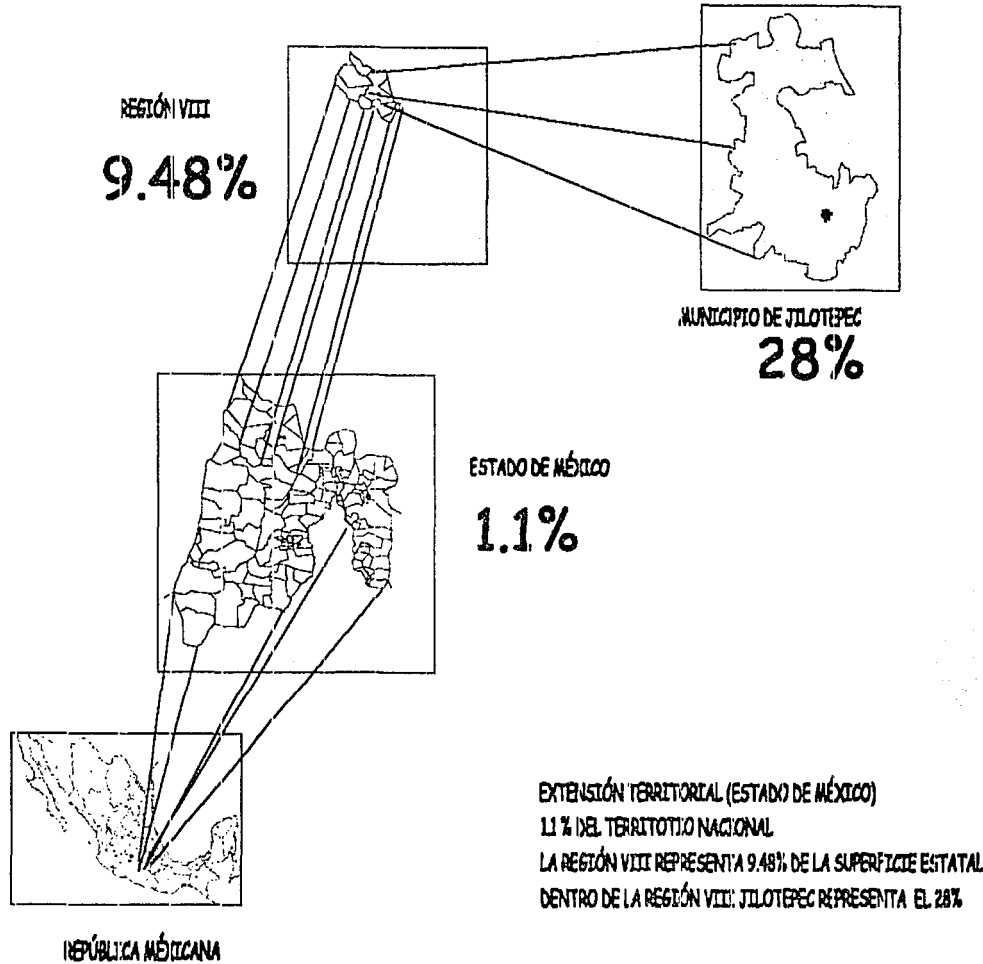 REGIÓN VIII
9.48%
MUNICIPIO DE JILOTEPEC
28%
ESTADO DE MÉXICO
1.1%
EXTENSIÓN TERRITORIAL (ESTADO DE MÉXICO)
1.1 % DEL TERRITOTIO NACIONAL
LA REGIÓN VIII REPRESENTA 9.48% DE LA SUPERFICIE ESTATAL
DENTRO DE LA REGIÓN VIII: JILOTEPEC REPRESENTA EL 28%
REPÚBLICA MÉXICANA